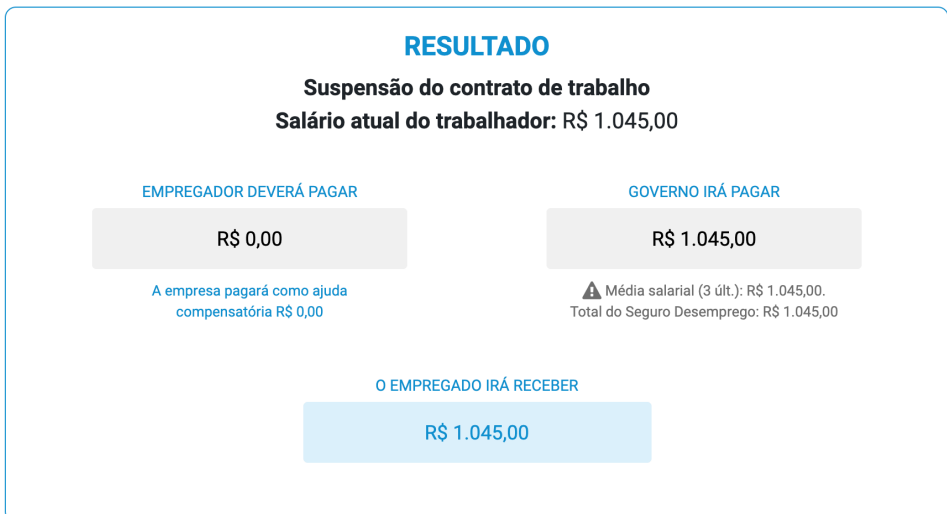 RESULTADO
Suspensão do contrato de trabalho
Salário atual do trabalhador: R$ 1.045,00
EMPREGADOR DEVERÁ PAGAR
R$ 0,00
A empresa pagará como ajuda
compensatória R$ 0,00
GOVERNO IRÁ PAGAR
R$ 1.045,00
Média salarial (3 últ.): R$ 1.045,00.
Total do Seguro Desemprego: R$ 1.045,00
O EMPREGADO IRÁ RECEBER
R$ 1.045,00